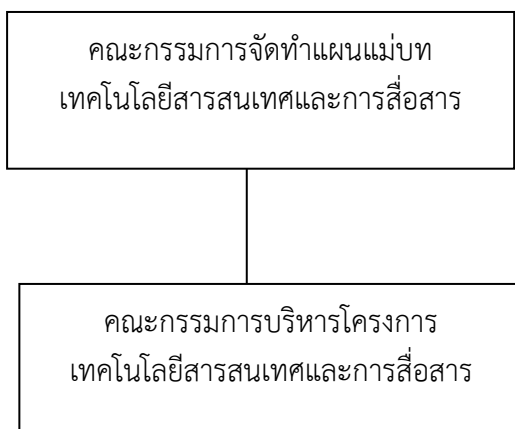 คณะกรรมการจัดทำแผนแม่บท
เทคโนโลยีสารสนเทศและการสื่อสาร
คณะกรรมการบริหารโครงการ
เทคโนโลยีสารสนเทศและการสื่อสาร